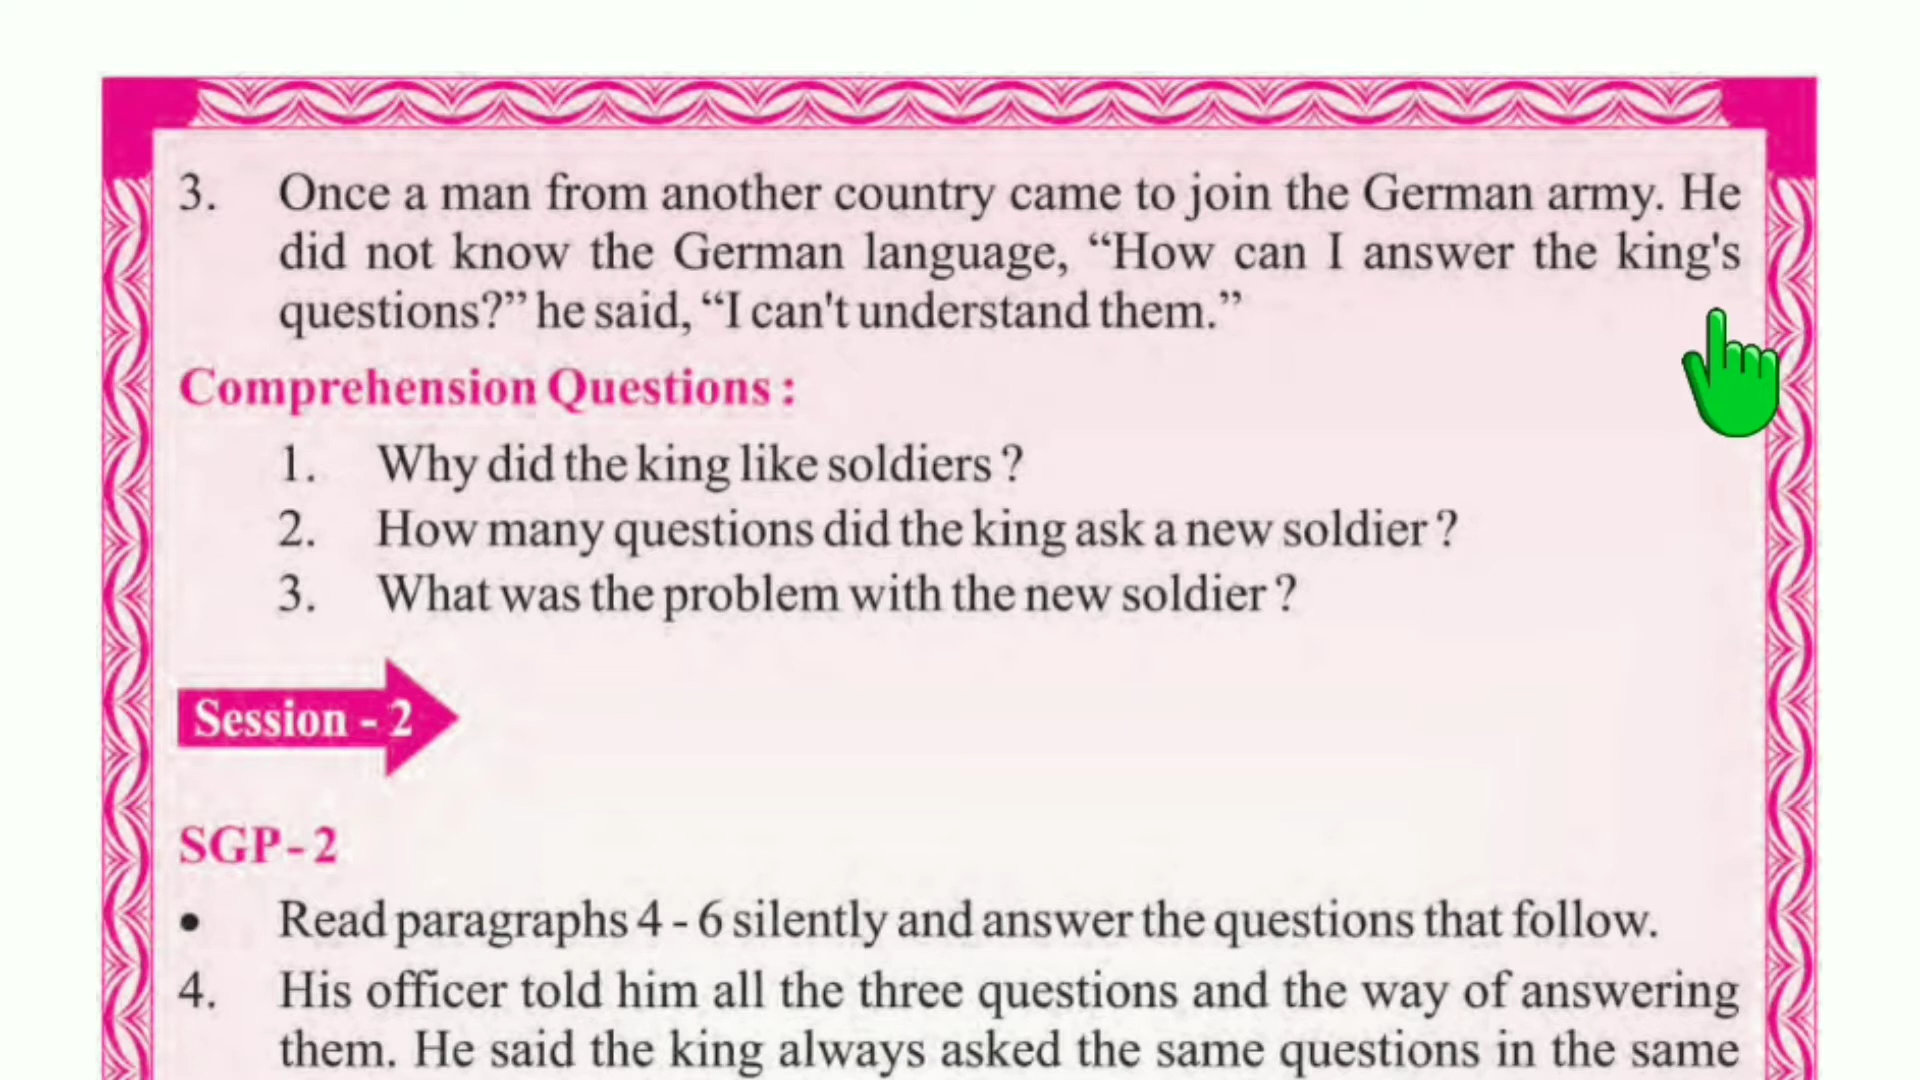 3. Once a man from another country came to join the German army. He
did not know the German language, “How can I answer the king's
questions?” he said, “I can't understand them.”
Comprehension Questions :
1. Why did the king like soldiers ?
2. How many questions did the king ask a new soldier ?
3. What was the problem with the new soldier ?
Session - 2
SGP - 2
• Read paragraphs 4 - 6 silently and answer the questions that follow.
4. His officer told him all the three questions and the way of answering
them. He said the king always asked the same questions in the same